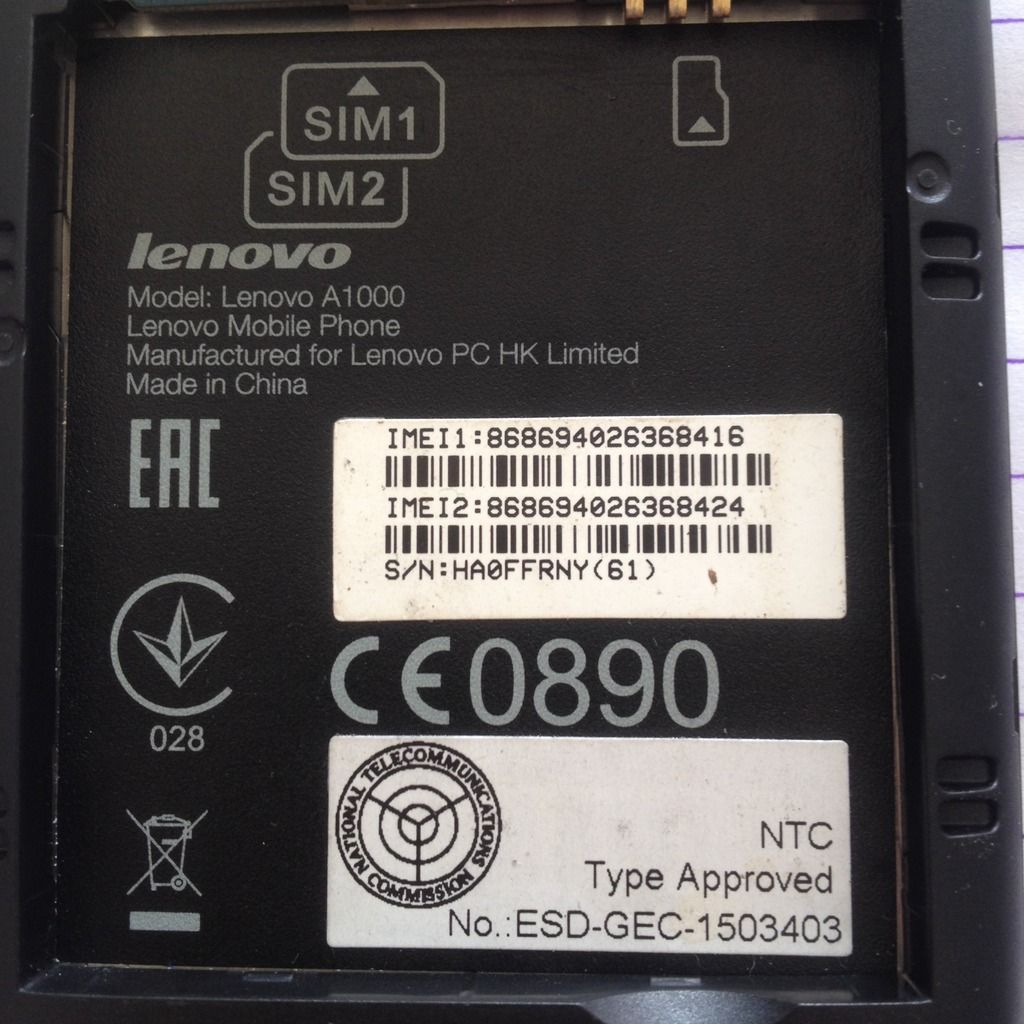 SIM1
SIM2
lenovo
Model: Lenovo A1000
Lenovo Mobile Phone
Manufactured for Lenovo PC HK Limited
Made in China
EAC
IMEI1:868694026368416
IMEI2:868694026368424
S/N:HA0FFRNY(61)
CE0890
028
NATIONAL TELECOMMUNICATIONS COMMISSION
NTC
Type Approved
No.:ESD-GEC-1503403